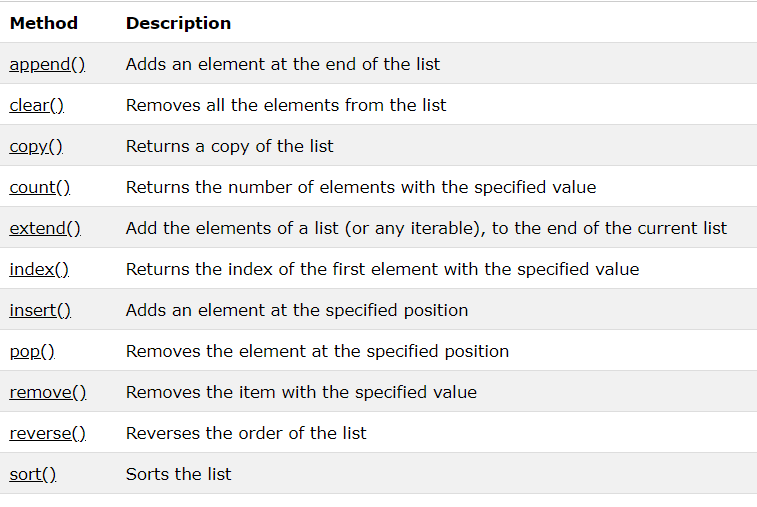 Method Description
append() Adds an element at the end of the list
clear() Removes all the elements from the list
copy() Returns a copy of the list
count() Returns the number of elements with the specified value
extend() Add the elements of a list (or any iterable), to the end of the current list
index() Returns the index of the first element with the specified value
insert() Adds an element at the specified position
pop() Removes the element at the specified position
remove() Removes the item with the specified value
reverse() Reverses the order of the list
sort() Sorts the list